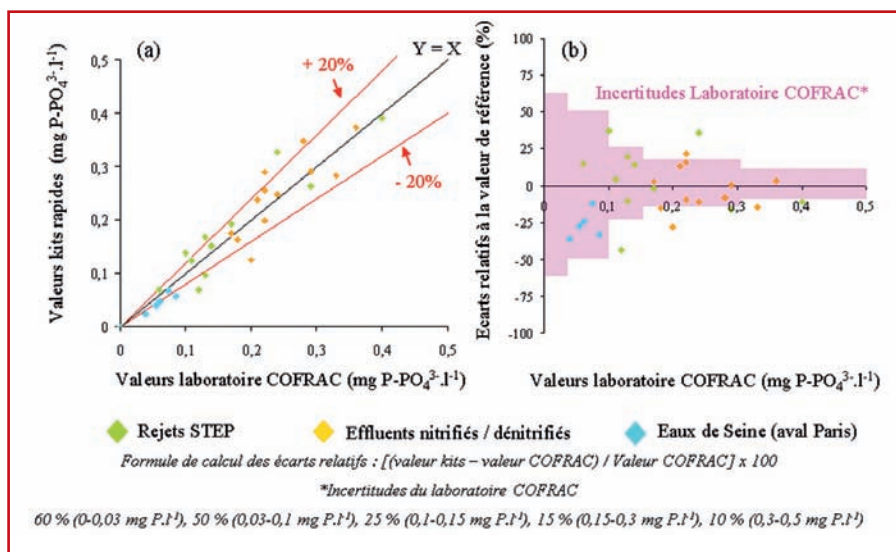 (a)
Y = X
+ 20%
- 20%
0,5
0,4
0,3
0,2
0,1
0
0
0,1
0,2
0,3
0,4
0,5
Valeurs kits rapides (mg P-PO₄³⁻.l⁻¹)
Valeurs laboratoire COFRAC (mg P-PO₄³⁻.l⁻¹)
(b)
Incertitudes Laboratoire COFRAC*
100
75
50
25
0
-25
-50
-75
-100
0,1
0,2
0,3
0,4
0,5
Ecarts relatifs à la valeur de référence (%)
Valeurs laboratoire COFRAC (mg P-PO₄³⁻.l⁻¹)
Rejets STEP
Effluents nitrifiés / dénitrifiés
Eaux de Seine (aval Paris)
Formule de calcul des écarts relatifs : [(valeur kits – valeur COFRAC) / Valeur COFRAC] x 100
*Incertitudes du laboratoire COFRAC
60 % (0-0,03 mg P.l⁻¹), 50 % (0,03-0,1 mg P.l⁻¹), 25 % (0,1-0,15 mg P.l⁻¹), 15 % (0,15-0,3 mg P.l⁻¹), 10 % (0,3-0,5 mg P.l⁻¹)